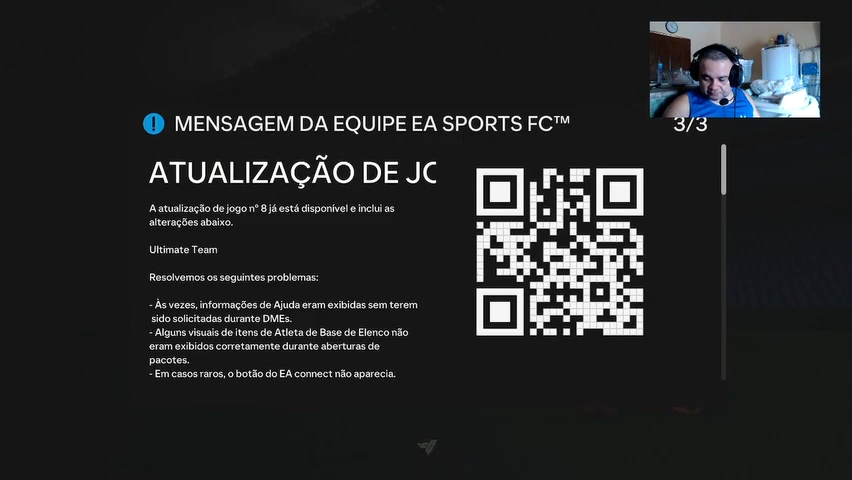 MENSAGEM DA EQUIPE EA SPORTS FC™
3/3
ATUALIZAÇÃO DE JO
A atualização de jogo nº 8 já está disponível e inclui as
alterações abaixo.
Ultimate Team
Resolvemos os seguintes problemas:
- Às vezes, informações de Ajuda eram exibidas sem terem
sido solicitadas durante DMEs.
- Alguns visuais de itens de Atleta de Base de Elenco não
eram exibidos corretamente durante aberturas de
pacotes.
- Em casos raros, o botão do EA connect não aparecia.